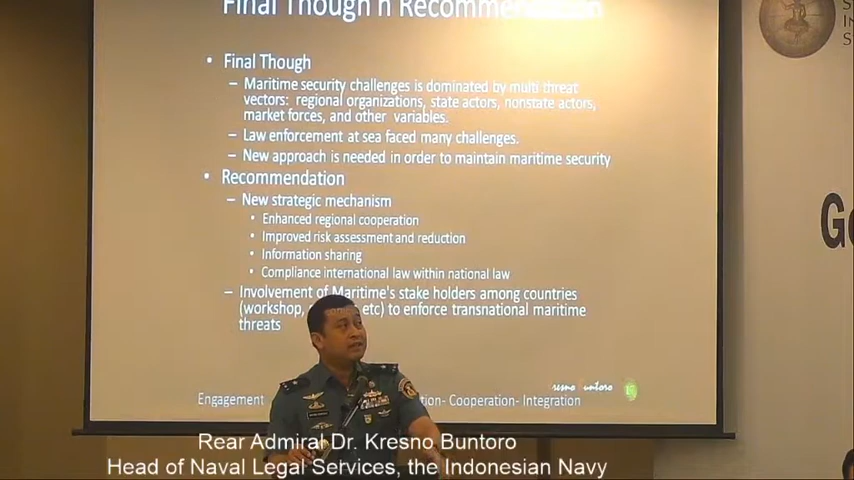 Final Though n Recommendation
• Final Though
– Maritime security challenges is dominated by multi threat
vectors: regional organizations, state actors, nonstate actors,
market forces, and other variables.
– Law enforcement at sea faced many challenges.
– New approach is needed in order to maintain maritime security
• Recommendation
– New strategic mechanism
• Enhanced regional cooperation
• Improved risk assessment and reduction
• Information sharing
• Compliance international law within national law
– Involvement of Maritime's stake holders among countries
(workshop, etc) to enforce transnational maritime
threats
Engagement - Cooperation- Integration
Rear Admiral Dr. Kresno Buntoro
Head of Naval Legal Services, the Indonesian Navy